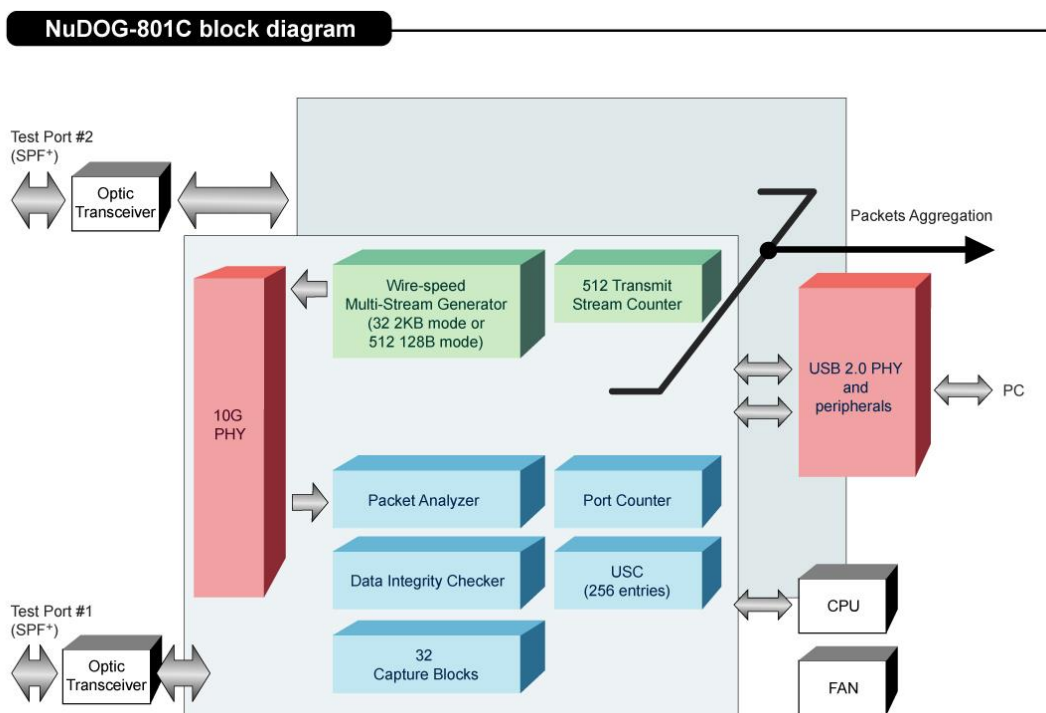 NuDOG-801C block diagram
Test Port #2
(SPF⁺)
Optic
Transceiver
Packets Aggregation
Wire-speed
Multi-Stream Generator
(32 2KB mode or
512 128B mode)
512 Transmit
Stream Counter
10G
PHY
USB 2.0 PHY
and
peripherals
PC
Packet Analyzer
Port Counter
Data Integrity Checker
USC
(256 entries)
32
Capture Blocks
Test Port #1
(SPF⁺)
Optic
Transceiver
CPU
FAN